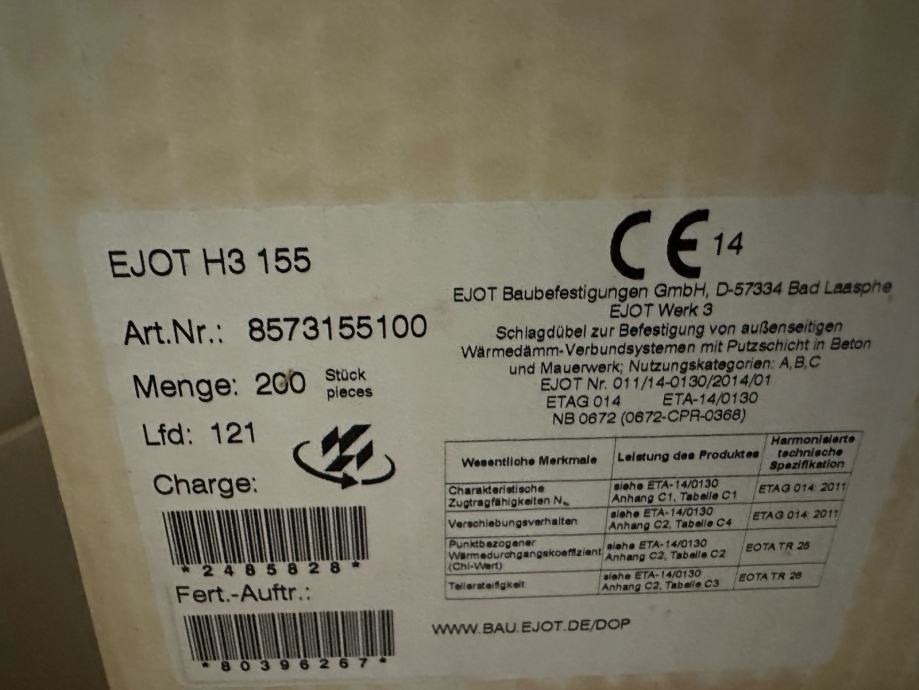 EJOT H3 155
Art.Nr.: 8573155100
Menge: 200 Stück
pieces
Lfd: 121
Charge:
*2485828*
Fert.-Auftr.:
*80396267*
CE 14
EJOT Baubefestigungen GmbH, D-57334 Bad Laasphe
EJOT Werk 3
Schlagdübel zur Befestigung von außenseitigen
Wärmedämm-Verbundsystemen mit Putzschicht in Beton
und Mauerwerk; Nutzungskategorien: A,B,C
EJOT Nr. 011/14-0130/2014/01
ETAG 014 ETA-14/0130
NB 0672 (0672-CPR-0368)
Wesentliche Merkmale
Leistung des Produktes
Harmonisierte
technische
Spezifikation
Charakteristische
Zugtragfähigkeiten
siehe ETA-14/0130
Anhang C1, Tabelle C1
ETAG 014: 2011
Verschiebungsverhalten
siehe ETA-14/0130
Anhang C2, Tabelle C4
ETAG 014: 2011
Punktbezogener
Wärmedurchgangskoeffizient
(Chi-Wert)
siehe ETA-14/0130
Anhang C2, Tabelle C2
EOTA TR 25
Tellersteifigkeit
siehe ETA-14/0130
Anhang C2, Tabelle C3
EOTA TR 26
WWW.BAU.EJOT.DE/DOP